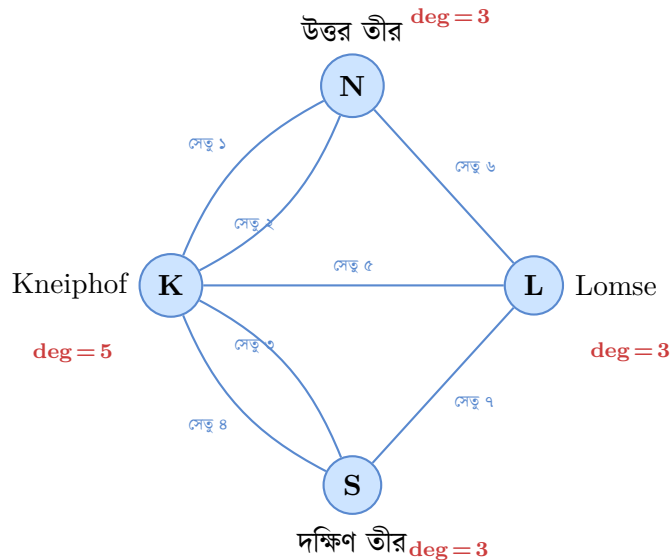 উত্তর তীর deg = 3
N
সেতু ১
সেতু ৬
সেতু ২
সেতু ৫
Kneiphof K L Lomse
deg = 5 সেতু ৩ deg = 3
সেতু ৪ সেতু ৭
S
দক্ষিণ তীর deg = 3